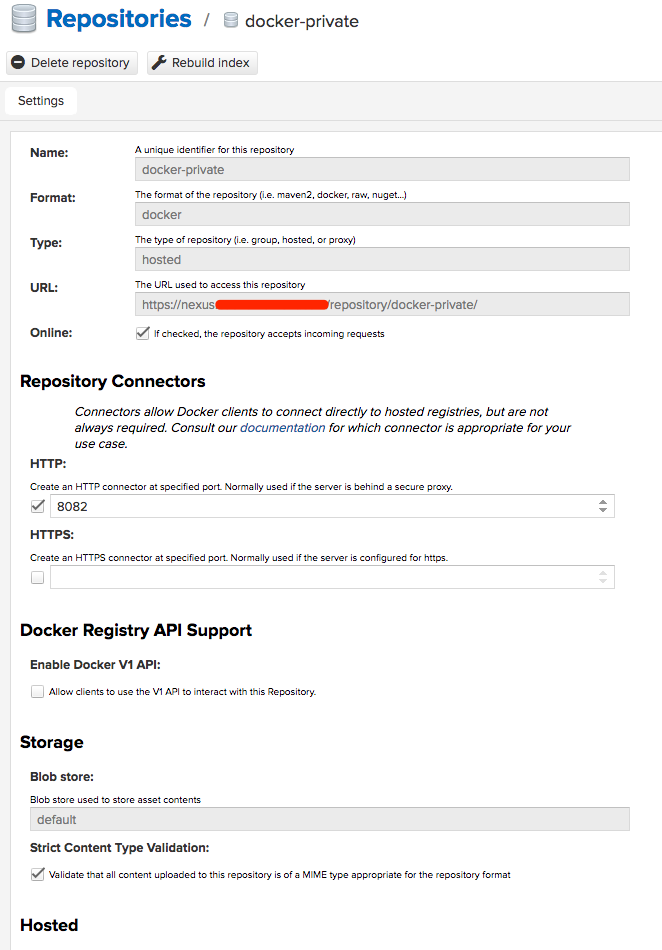 Repositories / docker-private
Delete repository
Rebuild index
Settings
Name:
A unique identifier for this repository
docker-private
Format:
The format of the repository (i.e. maven2, docker, raw, nuget...)
docker
Type:
The type of repository (i.e. group, hosted, or proxy)
hosted
URL:
The URL used to access this repository
https://nexus /repository/docker-private/
Online:
If checked, the repository accepts incoming requests
Repository Connectors
Connectors allow Docker clients to connect directly to hosted registries, but are not
always required. Consult our documentation for which connector is appropriate for your
use case.
HTTP:
Create an HTTP connector at specified port. Normally used if the server is behind a secure proxy.
8082
HTTPS:
Create an HTTPS connector at specified port. Normally used if the server is configured for https.
Docker Registry API Support
Enable Docker V1 API:
Allow clients to use the V1 API to interact with this Repository.
Storage
Blob store:
Blob store used to store asset contents
default
Strict Content Type Validation:
Validate that all content uploaded to this repository is of a MIME type appropriate for the repository format
Hosted